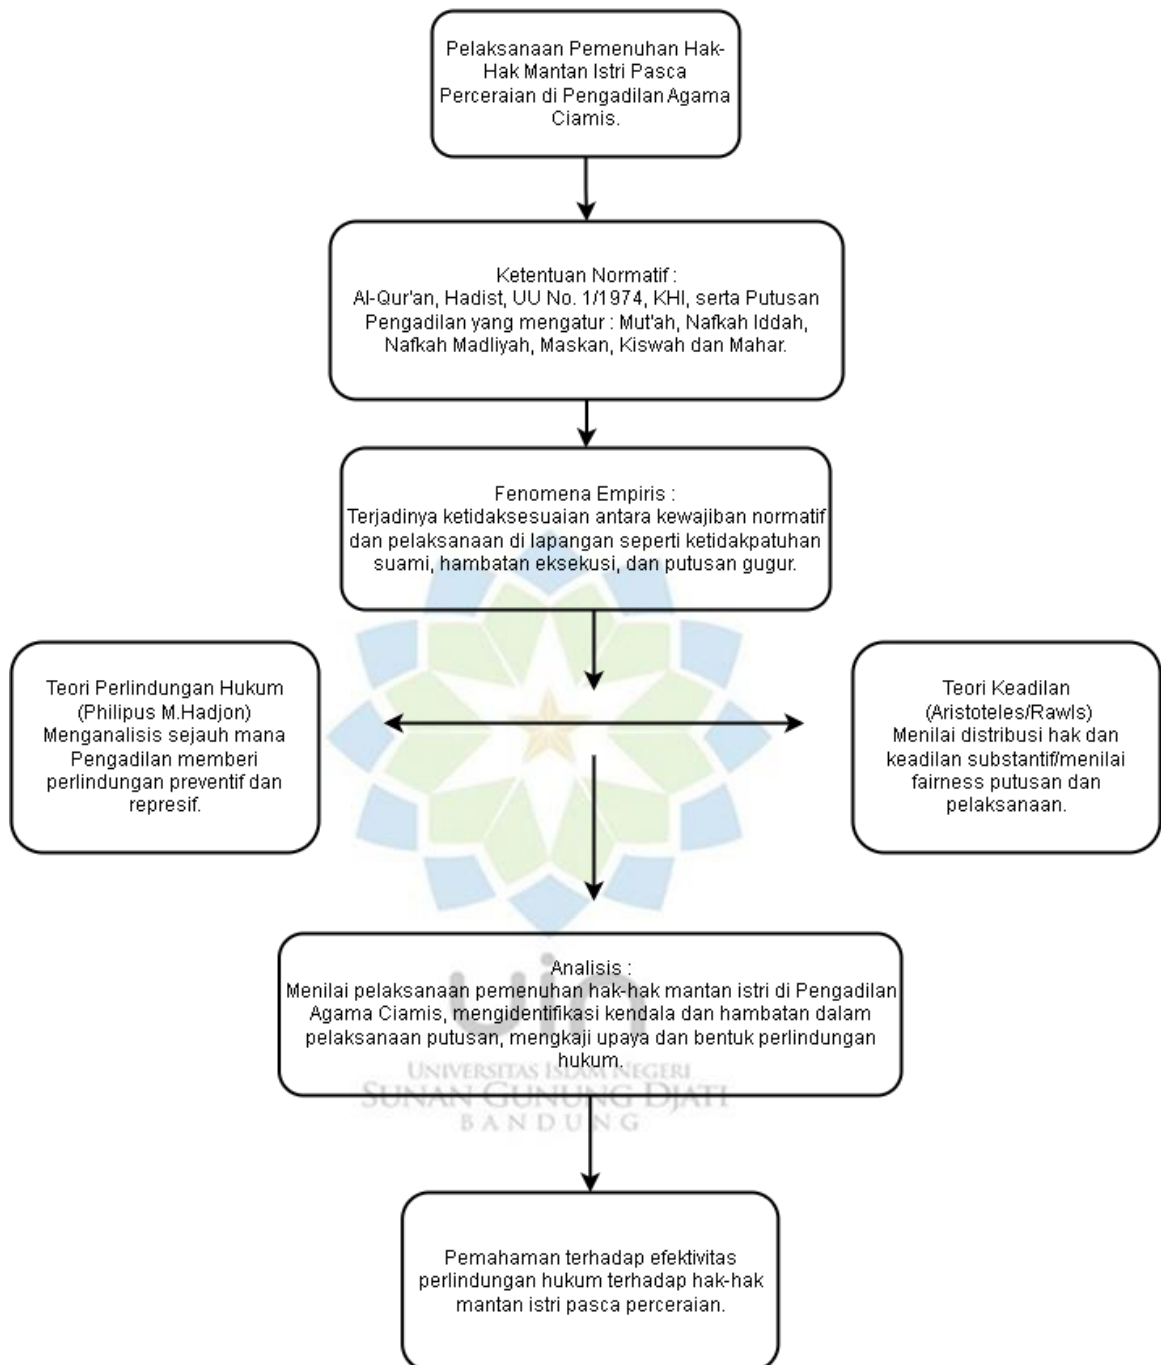 Pelaksanaan Pemenuhan Hak-
Hak Mantan Istri Pasca
Perceraian di Pengadilan Agama
Ciamis.
Ketentuan Normatif :
Al-Qur'an, Hadist, UU No. 1/1974, KHI, serta Putusan
Pengadilan yang mengatur : Mut'ah, Nafkah Iddah,
Nafkah Madliyah, Maskan, Kiswah dan Mahar.
Fenomena Empiris :
Terjadinya ketidaksesuaian antara kewajiban normatif
dan pelaksanaan di lapangan seperti ketidakpatuhan
suami, hambatan eksekusi, dan putusan gugur.
Teori Perlindungan Hukum
(Philipus M.Hadjon)
Menganalisis sejauh mana
Pengadilan memberi
perlindungan preventif dan
represif.
Teori Keadilan
(Aristoteles/Rawls)
Menilai distribusi hak dan
keadilan substantif/menilai
fairness putusan dan
pelaksanaan.
Analisis :
Menilai pelaksanaan pemenuhan hak-hak mantan istri di Pengadilan
Agama Ciamis, mengidentifikasi kendala dan hambatan dalam
pelaksanaan putusan, mengkaji upaya dan bentuk perlindungan
hukum.
uin
UNIVERSITAS ISLAM NEGERI
SUNAN GUNUNG DJATI
BANDUNG
Pemahaman terhadap efektivitas
perlindungan hukum terhadap hak-hak
mantan istri pasca perceraian.